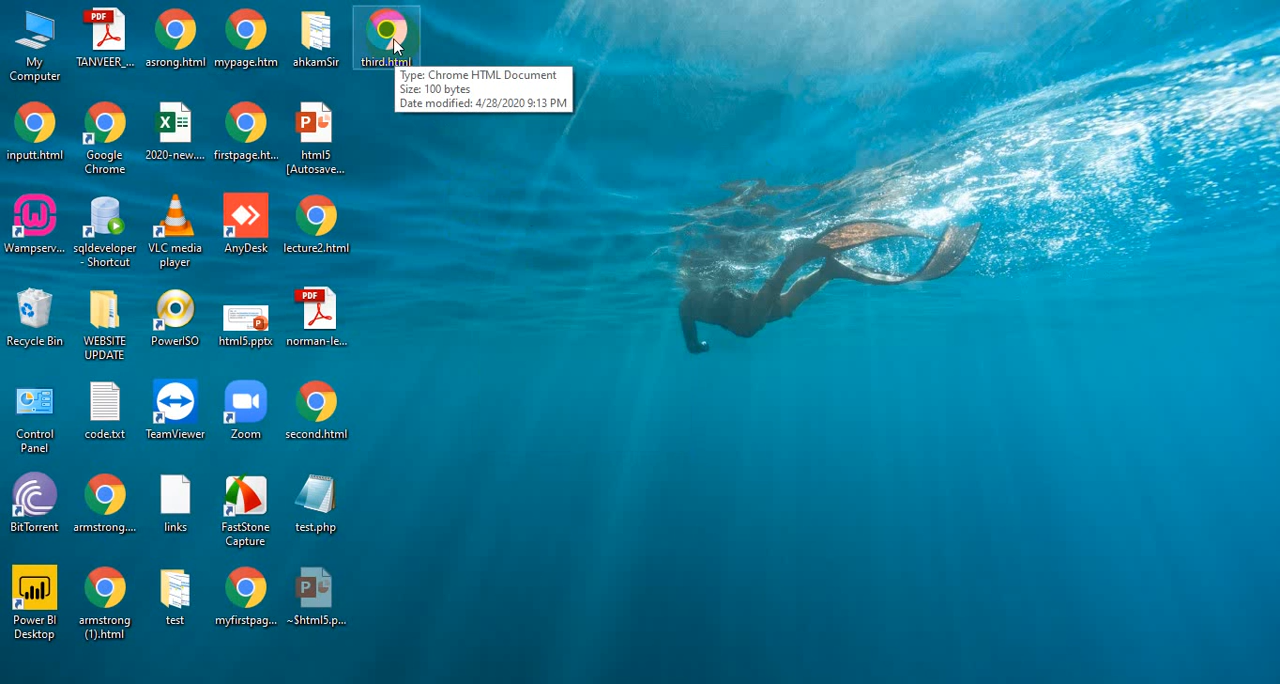 My
Computer
TANVEER_...
asrong.html
mypage.htm
ahkamSir
third.html
Type: Chrome HTML Document
Size: 100 bytes
Date modified: 4/28/2020 9:13 PM
inputt.html
Google
Chrome
2020-new....
firstpage.ht...
html5
[Autosave...
Wampserv...
sqldeveloper
- Shortcut
VLC media
player
AnyDesk
lecture2.html
Recycle Bin
WEBSITE
UPDATE
PowerISO
html5.pptx
PDF
norman-le...
Control
Panel
code.txt
TeamViewer
Zoom
second.html
BitTorrent
armstrong....
links
FastStone
Capture
test.php
Power BI
Desktop
armstrong
(1).html
test
myfirstpag...
~$html5.p...
PDF